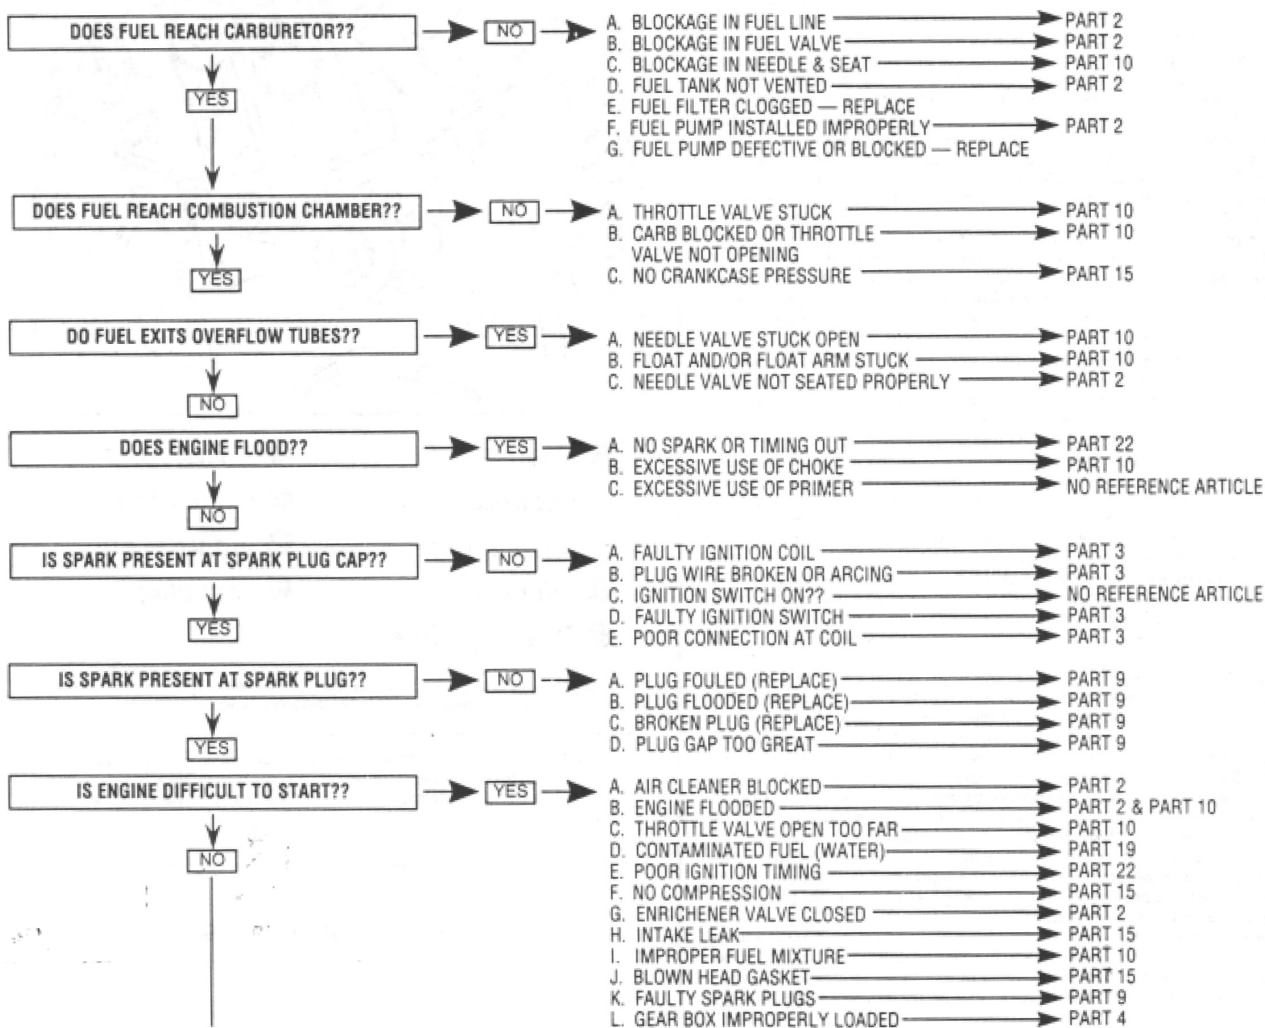 DOES FUEL REACH CARBURETOR??
NO
A. BLOCKAGE IN FUEL LINE PART 2
B. BLOCKAGE IN FUEL VALVE PART 2
C. BLOCKAGE IN NEEDLE & SEAT PART 10
D. FUEL TANK NOT VENTED PART 2
E. FUEL FILTER CLOGGED — REPLACE
F. FUEL PUMP INSTALLED IMPROPERLY PART 2
G. FUEL PUMP DEFECTIVE OR BLOCKED — REPLACE
YES
DOES FUEL REACH COMBUSTION CHAMBER??
NO
A. THROTTLE VALVE STUCK PART 10
B. CARB BLOCKED OR THROTTLE PART 10
VALVE NOT OPENING
C. NO CRANKCASE PRESSURE PART 15
YES
DO FUEL EXITS OVERFLOW TUBES??
YES
A. NEEDLE VALVE STUCK OPEN PART 10
B. FLOAT AND/OR FLOAT ARM STUCK PART 10
C. NEEDLE VALVE NOT SEATED PROPERLY PART 2
NO
DOES ENGINE FLOOD??
YES
A. NO SPARK OR TIMING OUT PART 22
B. EXCESSIVE USE OF CHOKE PART 10
C. EXCESSIVE USE OF PRIMER NO REFERENCE ARTICLE
NO
IS SPARK PRESENT AT SPARK PLUG CAP??
NO
A. FAULTY IGNITION COIL PART 3
B. PLUG WIRE BROKEN OR ARCING PART 3
C. IGNITION SWITCH ON?? NO REFERENCE ARTICLE
D. FAULTY IGNITION SWITCH PART 3
E. POOR CONNECTION AT COIL PART 3
YES
IS SPARK PRESENT AT SPARK PLUG??
NO
A. PLUG FOULED (REPLACE) PART 9
B. PLUG FLOODED (REPLACE) PART 9
C. BROKEN PLUG (REPLACE) PART 9
D. PLUG GAP TOO GREAT PART 9
YES
IS ENGINE DIFFICULT TO START??
YES
A. AIR CLEANER BLOCKED PART 2
B. ENGINE FLOODED PART 2 & PART 10
C. THROTTLE VALVE OPEN TOO FAR PART 10
D. CONTAMINATED FUEL (WATER) PART 19
E. POOR IGNITION TIMING PART 22
F. NO COMPRESSION PART 15
G. ENRICHENER VALVE CLOSED PART 2
H. INTAKE LEAK PART 15
I. IMPROPER FUEL MIXTURE PART 10
J. BLOWN HEAD GASKET PART 15
K. FAULTY SPARK PLUGS PART 9
L. GEAR BOX IMPROPERLY LOADED PART 4
NO